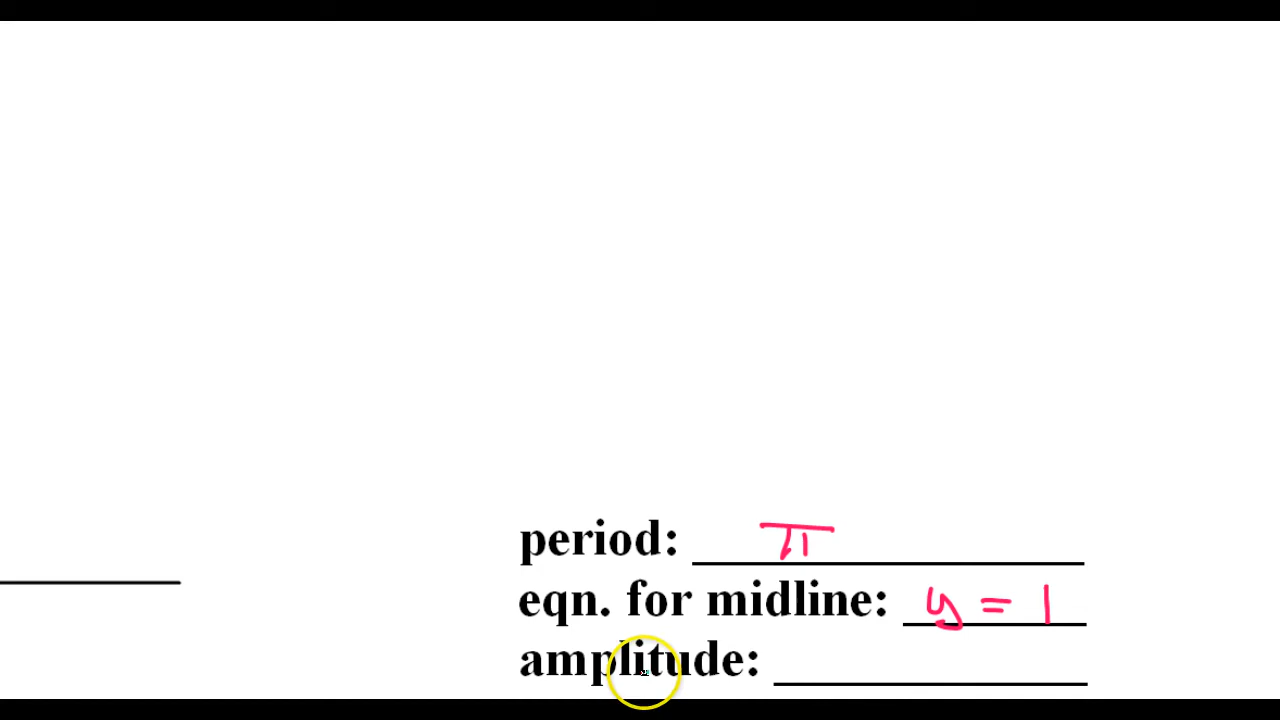 period: π
eqn. for midline: y = 1
amplitude: